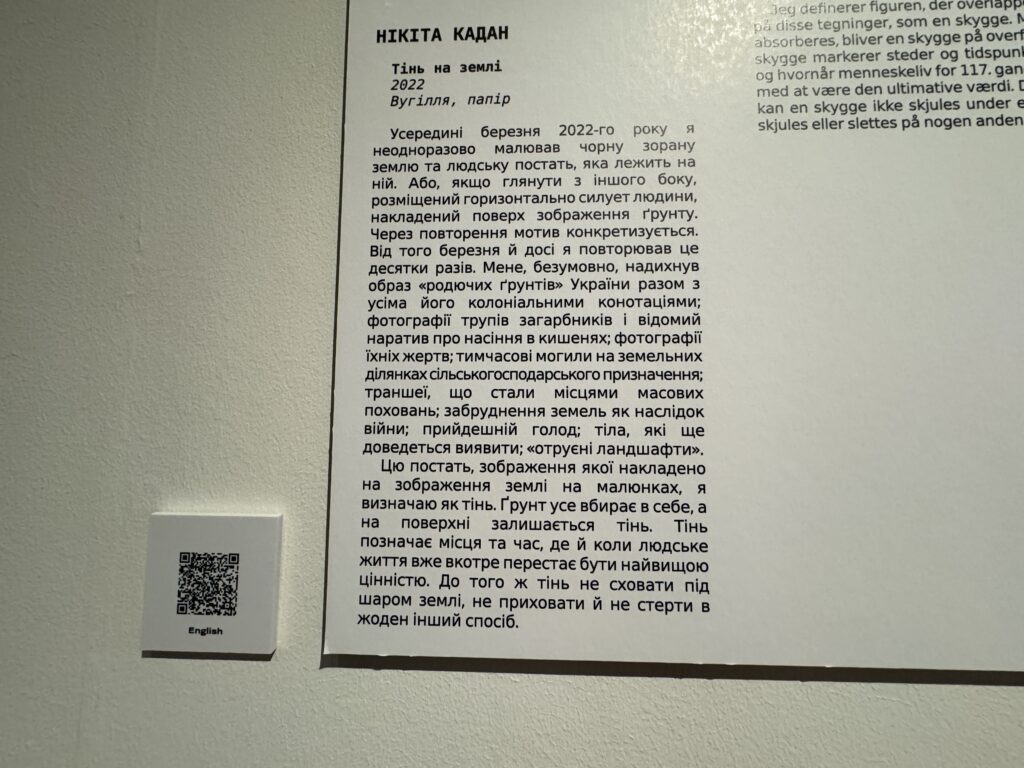 НІКІТА КАДАН
Тінь на землі
2022
Вугілля, папір
Усередині березня 2022-го року я
неодноразово малював чорну зорану
землю та людську постать, яка лежить на
ній. Або, якщо глянути з іншого боку,
розміщений горизонтально силует людини,
накладений поверх зображення ґрунту.
Через повторення мотив конкретизується.
Від того березня й досі я повторював це
десятки разів. Мене, безумовно, надихнув
образ «родючих ґрунтів» України разом з
усіма його колоніальними конотаціями;
фотографії трупів загарбників і відомий
наратив про насіння в кишенях; фотографії
їхніх жертв; тимчасові могили на земельних
ділянках сільськогосподарського призначення;
траншеї, що стали місцями масових
поховань; забруднення земель як наслідок
війни; прийдешній голод; тіла, які ще
доведеться виявити; «отруєні ландшафти».
Цю постать, зображення якої накладено
на зображення землі на малюнках, я
визначаю як тінь. Ґрунт усе вбирає в себе, а
на поверхні залишається тінь. Тінь
позначає місця та час, де й коли людське
життя вже вкотре перестає бути найвищою
цінністю. До того ж тінь не сховати під
шаром землі, не приховати й не стерти в
жоден інший спосіб.
Jeg definerer figuren, der
på disse tegninger, som en skygge.
absorberes, bliver en skygge på
skygge markerer steder og
og hvornår menneskeliv for 117.
med at være den ultimative værdi.
kan en skygge ikke skjules under
skjules eller slettes på nogen anden
English